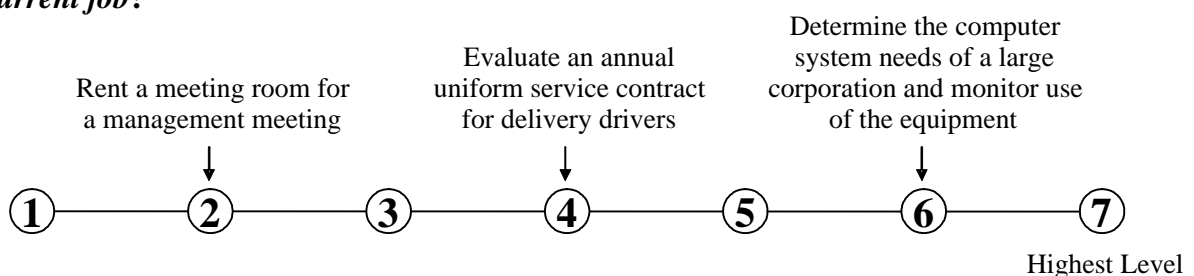 current job?
Determine the computer
system needs of a large
corporation and monitor use
of the equipment
Evaluate an annual
uniform service contract
for delivery drivers
Rent a meeting room for
a management meeting
1 2 3 4 5 6 7
Highest Level